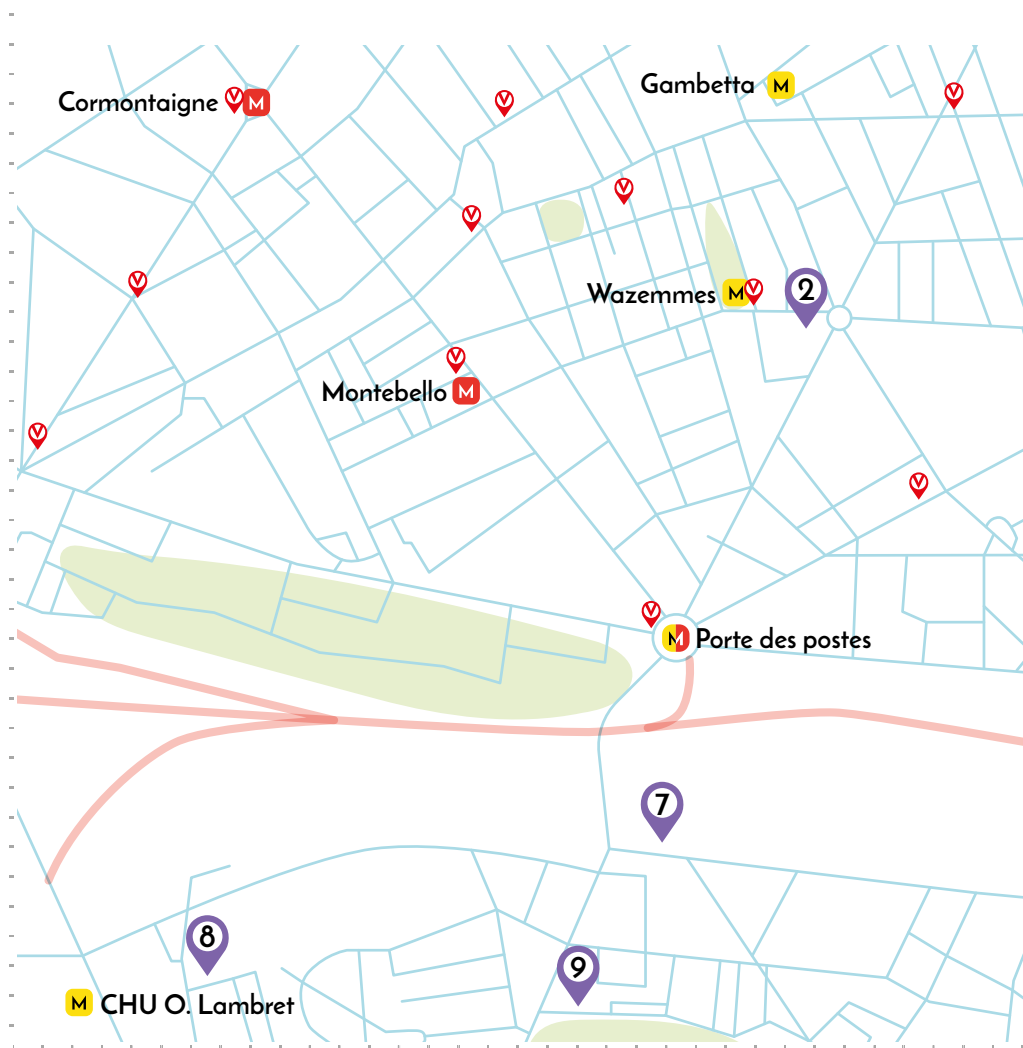 Gambetta M
Cormontaigne V M
V
V
V
V
Wazemmes M V
2
V
V
Montebello M
V
V
V
M Porte des postes
7
8
9
M CHU O. Lambret